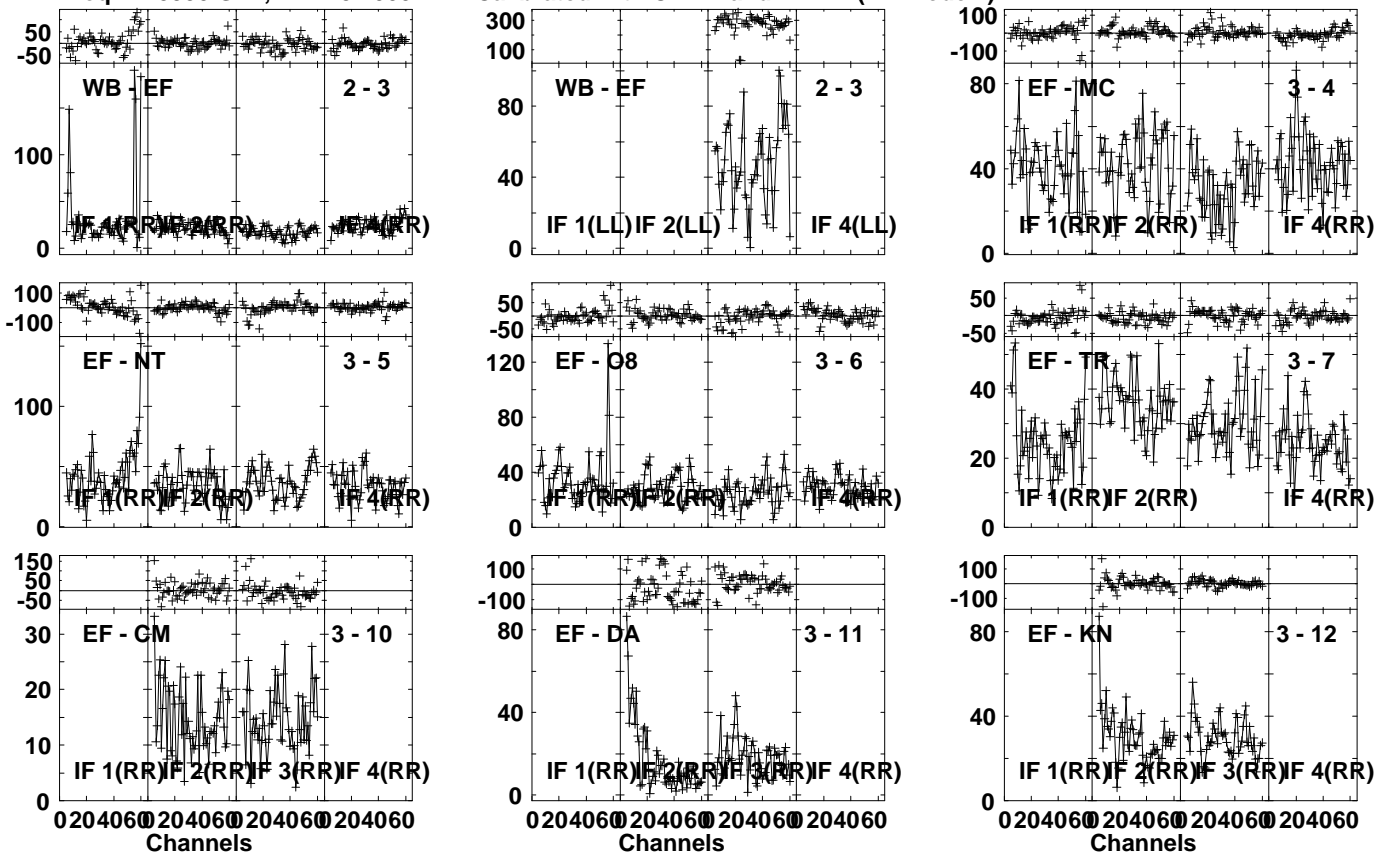 50
-50
WB - EF 2 - 3
100
0
IF 1(RR) IF 2(RR) IF 4(RR)
300
100
WB - EF 2 - 3
80
40
0
IF 1(LL) IF 2(LL) IF 4(LL)
100
-100
EF - MC 3 - 4
80
40
0
IF 1(RR) IF 2(RR) IF 4(RR)
100
-100
EF - NT 3 - 5
100
0
IF 1(RR) IF 2(RR) IF 4(RR)
50
-50
EF - O8 3 - 6
120
80
40
0
IF 1(RR) IF 2(RR) IF 4(RR)
50
-50
EF - TR 3 - 7
40
20
0
IF 1(RR) IF 2(RR) IF 4(RR)
150
50
-50
EF - CM 3 - 10
30
20
10
0
IF 1(RR) IF 2(RR) IF 3(RR) IF 4(RR)
0 20 40 60 0 20 40 60 0 20 40 60 0 20 40 60
Channels
100
-100
EF - DA 3 - 11
80
40
0
IF 1(RR) IF 2(RR) IF 3(RR) IF 4(RR)
0 20 40 60 0 20 40 60 0 20 40 60 0 20 40 60
Channels
100
-100
EF - KN 3 - 12
80
40
0
IF 1(RR) IF 2(RR) IF 3(RR) IF 4(RR)
0 20 40 60 0 20 40 60 0 20 40 60 0 20 40 60
Channels